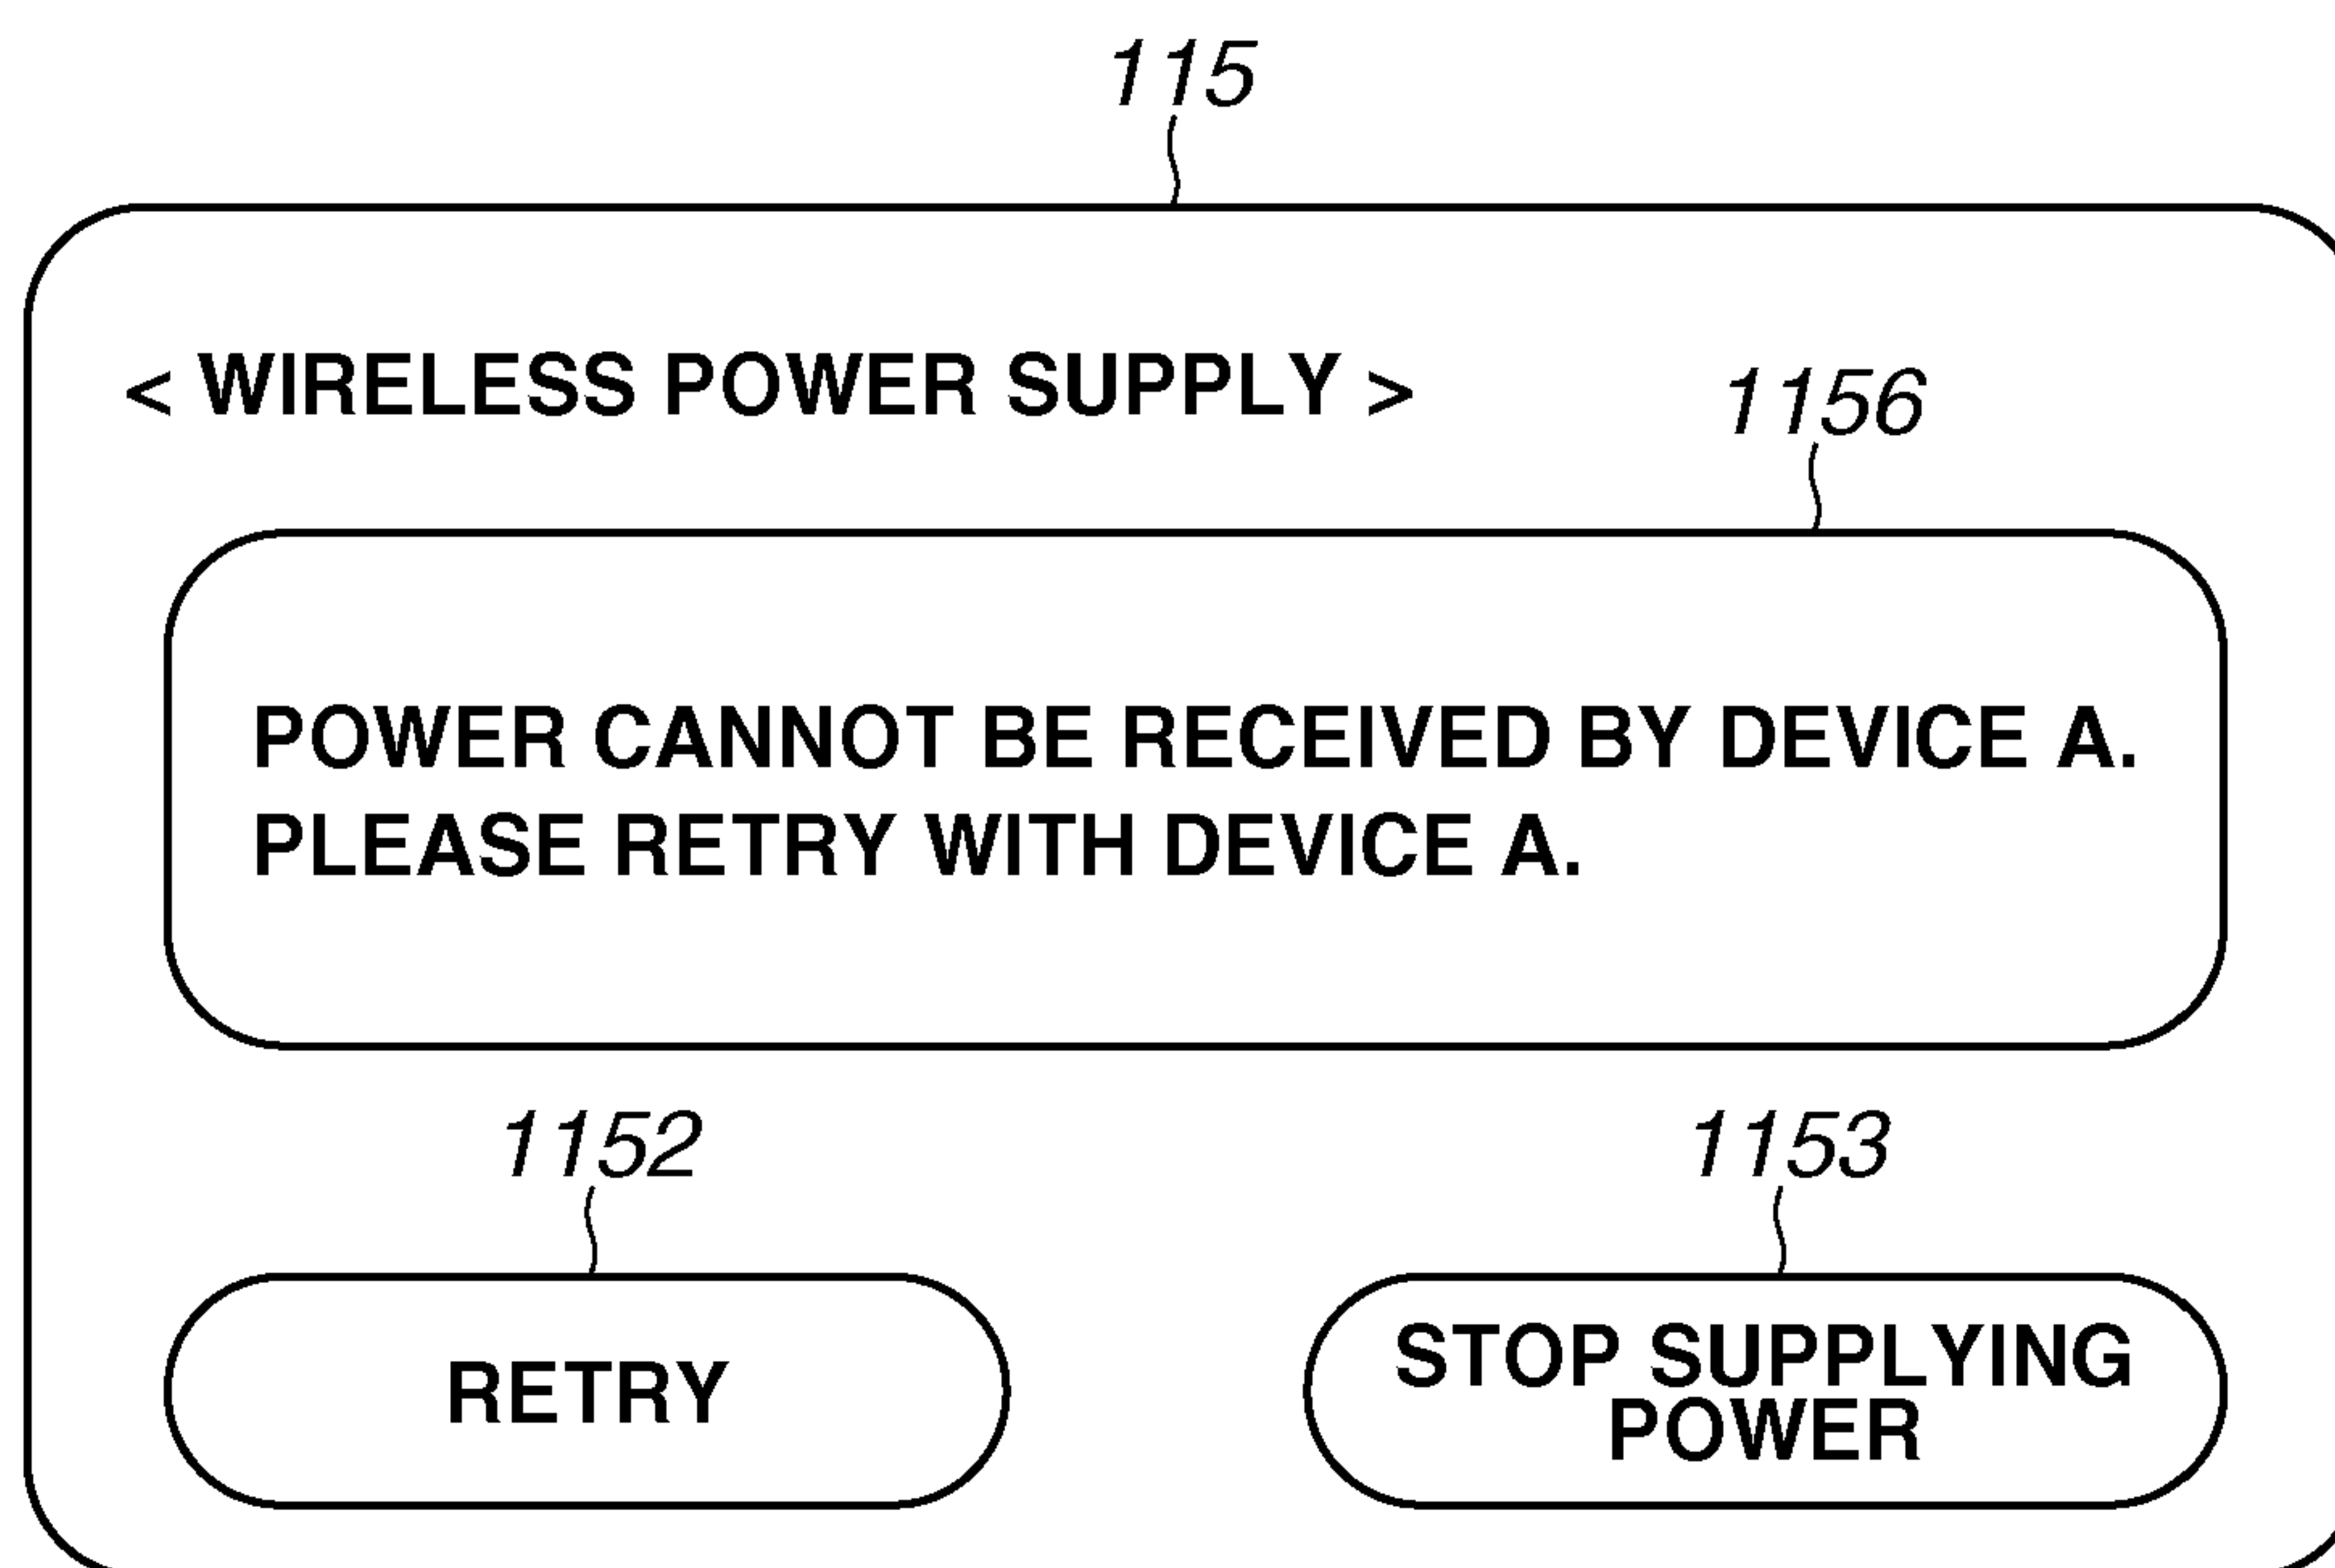 115
< WIRELESS POWER SUPPLY >
1156
POWER CANNOT BE RECEIVED BY DEVICE A.
PLEASE RETRY WITH DEVICE A.
1152
1153
RETRY
STOP SUPPLYING
POWER